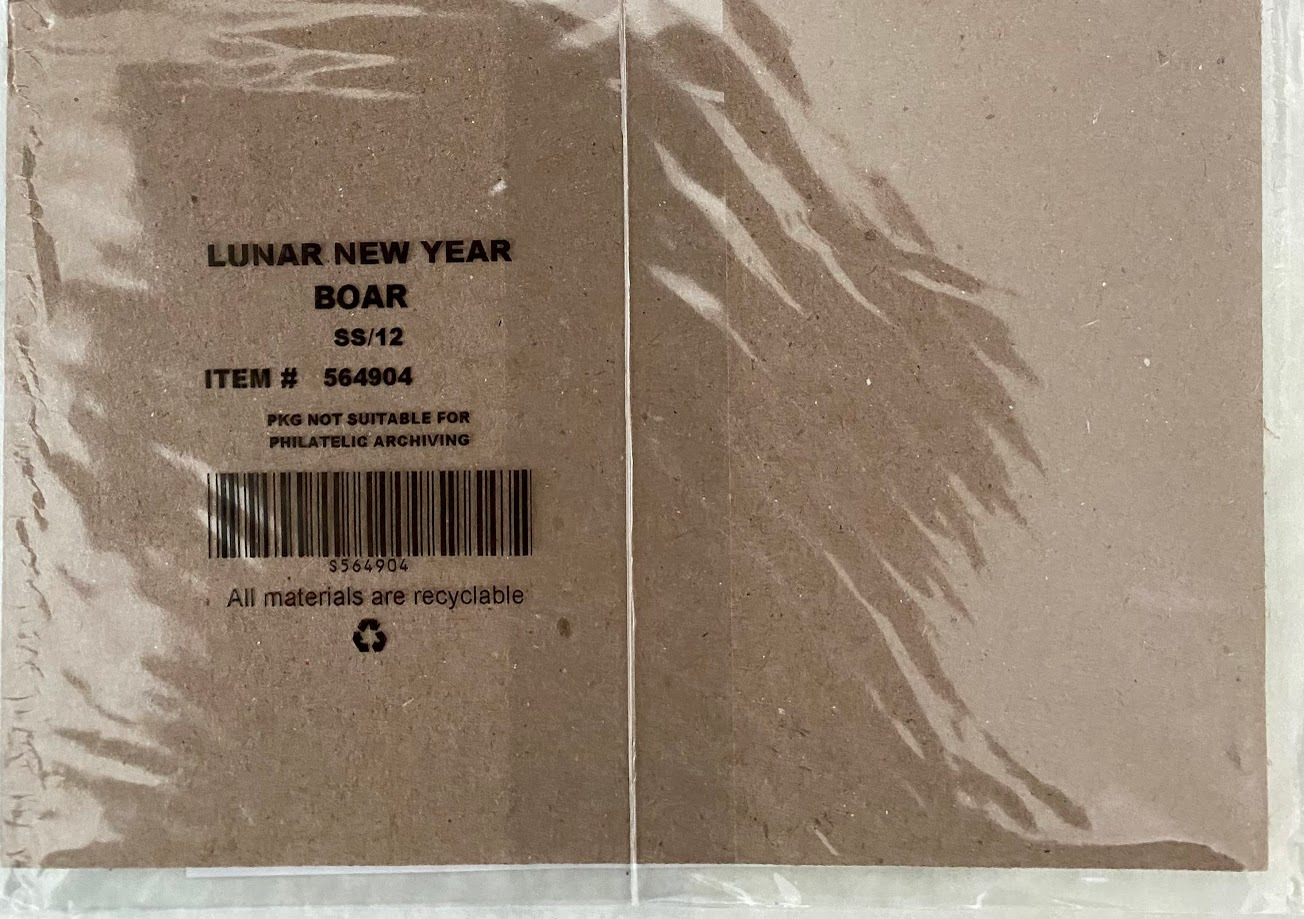 LUNAR NEW YEAR
BOAR
SS/12
ITEM # 564904
PKG NOT SUITABLE FOR
PHILATELIC ARCHIVING
S564904
All materials are recyclable